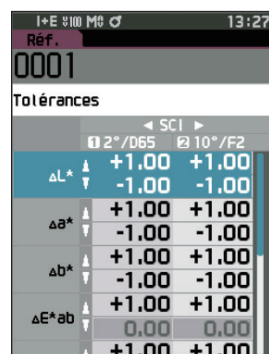 I+E M 13:27
Réf.
0001
Tolérances
◄ SCI ►
1 2°/D65 2 10°/F2
ΔL* +1.00 +1.00
-1.00 -1.00
Δa* +1.00 +1.00
-1.00 -1.00
Δb* +1.00 +1.00
-1.00 -1.00
ΔE*ab +1.00 +1.00
0.00 0.00
+1.00 +1.00